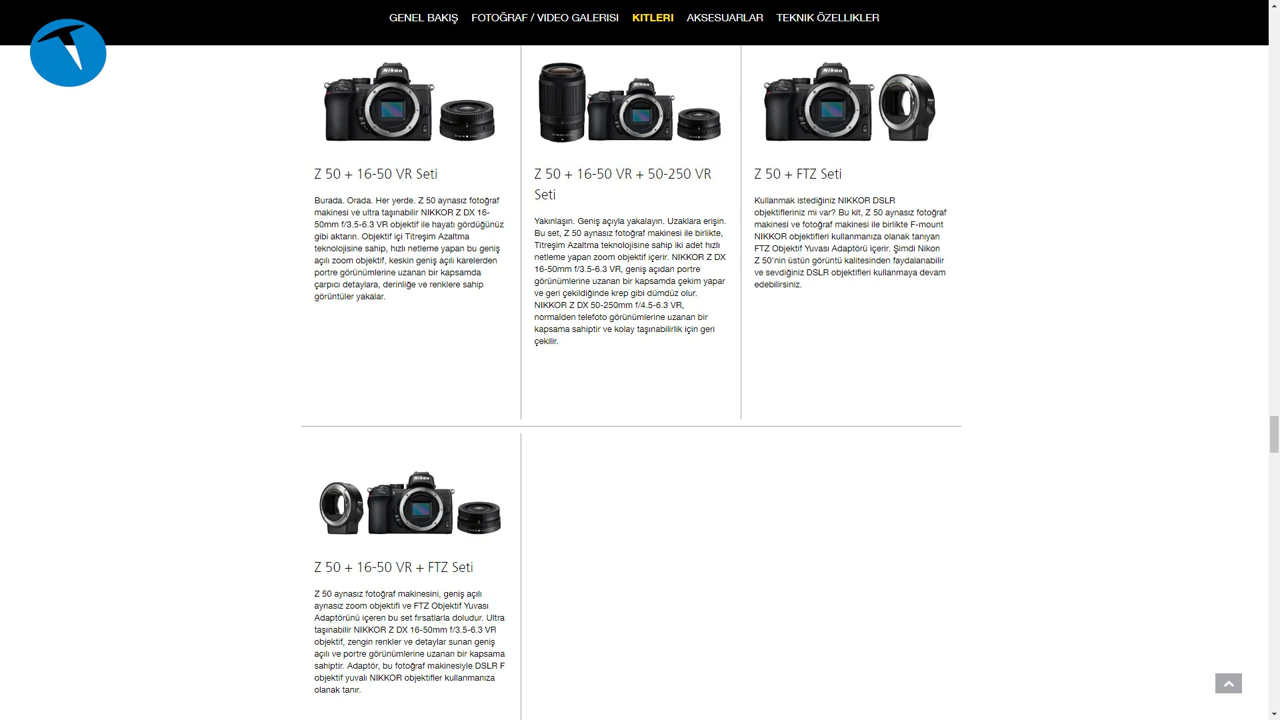 GENEL BAKIŞ FOTOĞRAF / VIDEO GALERISI KITLERI AKSESUARLAR TEKNIK ÖZELLIKLER
Nikon
Nikon
Nikon
Z 50 + 16-50 VR Seti
Burada. Orada. Her yerde. Z 50 aynasız fotoğraf
makinesi ve ultra taşınabilir NIKKOR Z DX 16-
50mm f/3.5-6.3 VR objektif ile hayatı gördüğünüz
gibi aktarın. Objektif içi Titreşim Azaltma
teknolojisine sahip, hızlı netleme yapan bu geniş
açılı zoom objektif, keskin geniş açılı karelerden
portre görünümlerine uzanan bir kapsamda
çarpıcı detaylara, derinliğe ve renklere sahip
görüntüler yakalar.
Z 50 + 16-50 VR + 50-250 VR
Seti
Yakınlaşın. Geniş açıyla yakalayın. Uzaklara erişin.
Bu set, Z 50 aynasız fotoğraf makinesi ile birlikte,
Titreşim Azaltma teknolojisine sahip iki adet hızlı
netleme yapan zoom objektif içerir. NIKKOR Z DX
16-50mm f/3.5-6.3 VR, geniş açıdan portre
görünümlerine uzanan bir kapsamda çekim yapar
ve geri çekildiğinde krep gibi dümdüz olur.
NIKKOR Z DX 50-250mm f/4.5-6.3 VR,
normalden telefoto görünümlerine uzanan bir
kapsama sahiptir ve kolay taşınabilirlik için geri
çekilir.
Z 50 + FTZ Seti
Kullanmak istediğiniz NIKKOR DSLR
objektifleriniz mi var? Bu kit, Z 50 aynasız fotoğraf
makinesi ve fotoğraf makinesi ile birlikte F-mount
NIKKOR objektifleri kullanmanıza olanak tanıyan
FTZ Objektif Yuvası Adaptörü içerir. Şimdi Nikon
Z 50'nin üstün görüntü kalitesinden faydalanabilir
ve sevdiğiniz DSLR objektifleri kullanmaya devam
edebilirsiniz.
Nikon
Z 50 + 16-50 VR + FTZ Seti
Z 50 aynasız fotoğraf makinesini, geniş açılı
aynasız zoom objektifi ve FTZ Objektif Yuvası
Adaptörünü içeren bu set fırsatlarla doludur. Ultra
taşınabilir NIKKOR Z DX 16-50mm f/3.5-6.3 VR
objektif, zengin renkler ve detaylar sunan geniş
açılı ve portre görünümlerine uzanan bir kapsama
sahiptir. Adaptör, bu fotoğraf makinesiyle DSLR F
objektif yuvalı NIKKOR objektifler kullanmanıza
olanak tanır.